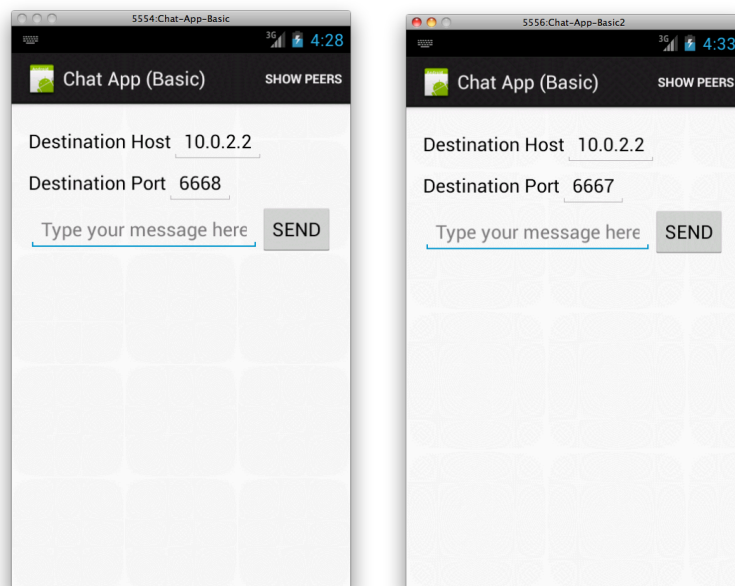 5554:Chat-App-Basic
3G 4:28
Chat App (Basic) SHOW PEERS
Destination Host 10.0.2.2
Destination Port 6668
Type your message here SEND
5556:Chat-App-Basic2
3G 4:33
Chat App (Basic) SHOW PEERS
Destination Host 10.0.2.2
Destination Port 6667
Type your message here SEND